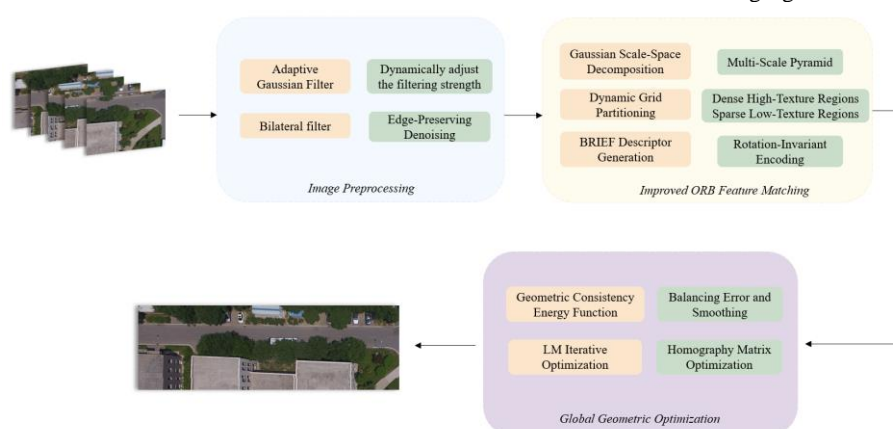 Adaptive
Gaussian Filter
Dynamically adjust
the filtering strength
Bilateral filter
Edge-Preserving
Denoising
Image Preprocessing
Gaussian Scale-Space
Decomposition
Multi-Scale Pyramid
Dynamic Grid
Partitioning
Dense High-Texture Regions
Sparse Low-Texture Regions
BRIEF Descriptor
Generation
Rotation-Invariant
Encoding
Improved ORB Feature Matching
Geometric Consistency
Energy Function
Balancing Error and
Smoothing
LM Iterative
Optimization
Homography Matrix
Optimization
Global Geometric Optimization